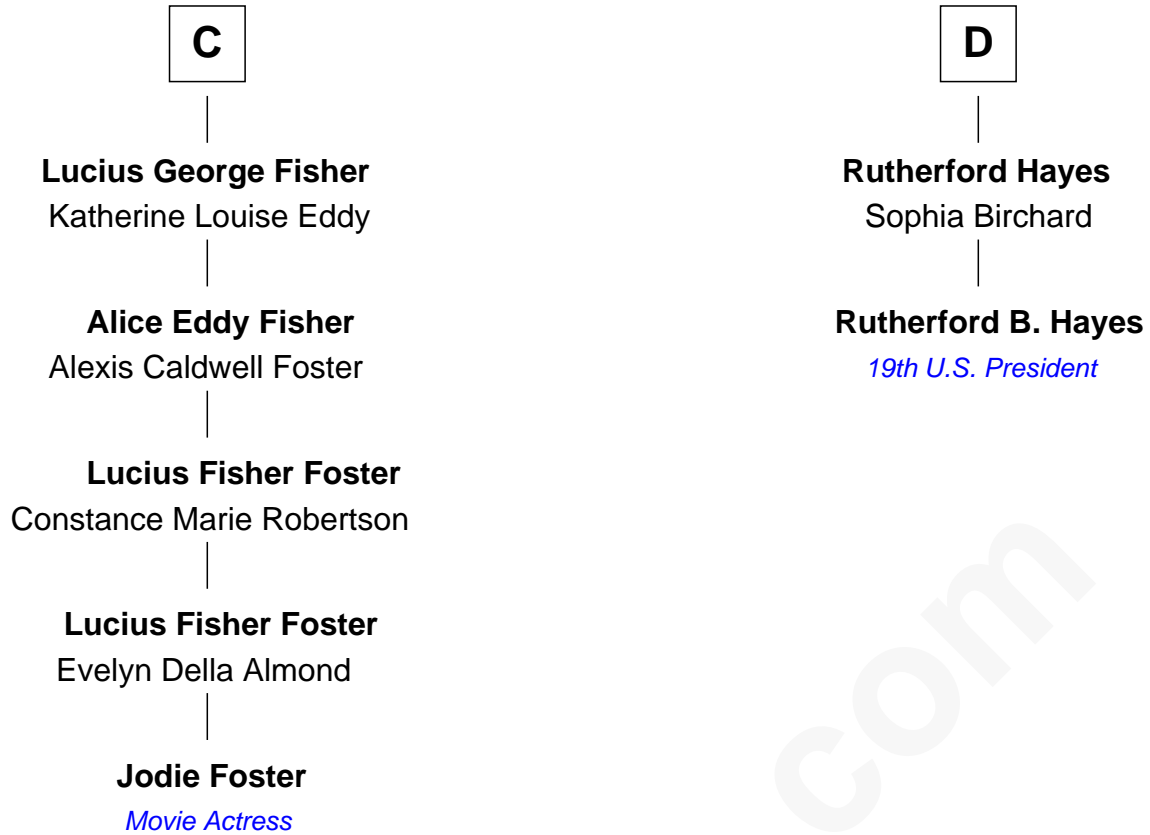 C
Lucius George Fisher
Katherine Louise Eddy
Alice Eddy Fisher
Alexis Caldwell Foster
Lucius Fisher Foster
Constance Marie Robertson
Lucius Fisher Foster
Evelyn Della Almond
Jodie Foster
Movie Actress
D
Rutherford Hayes
Sophia Birchard
Rutherford B. Hayes
19th U.S. President
com